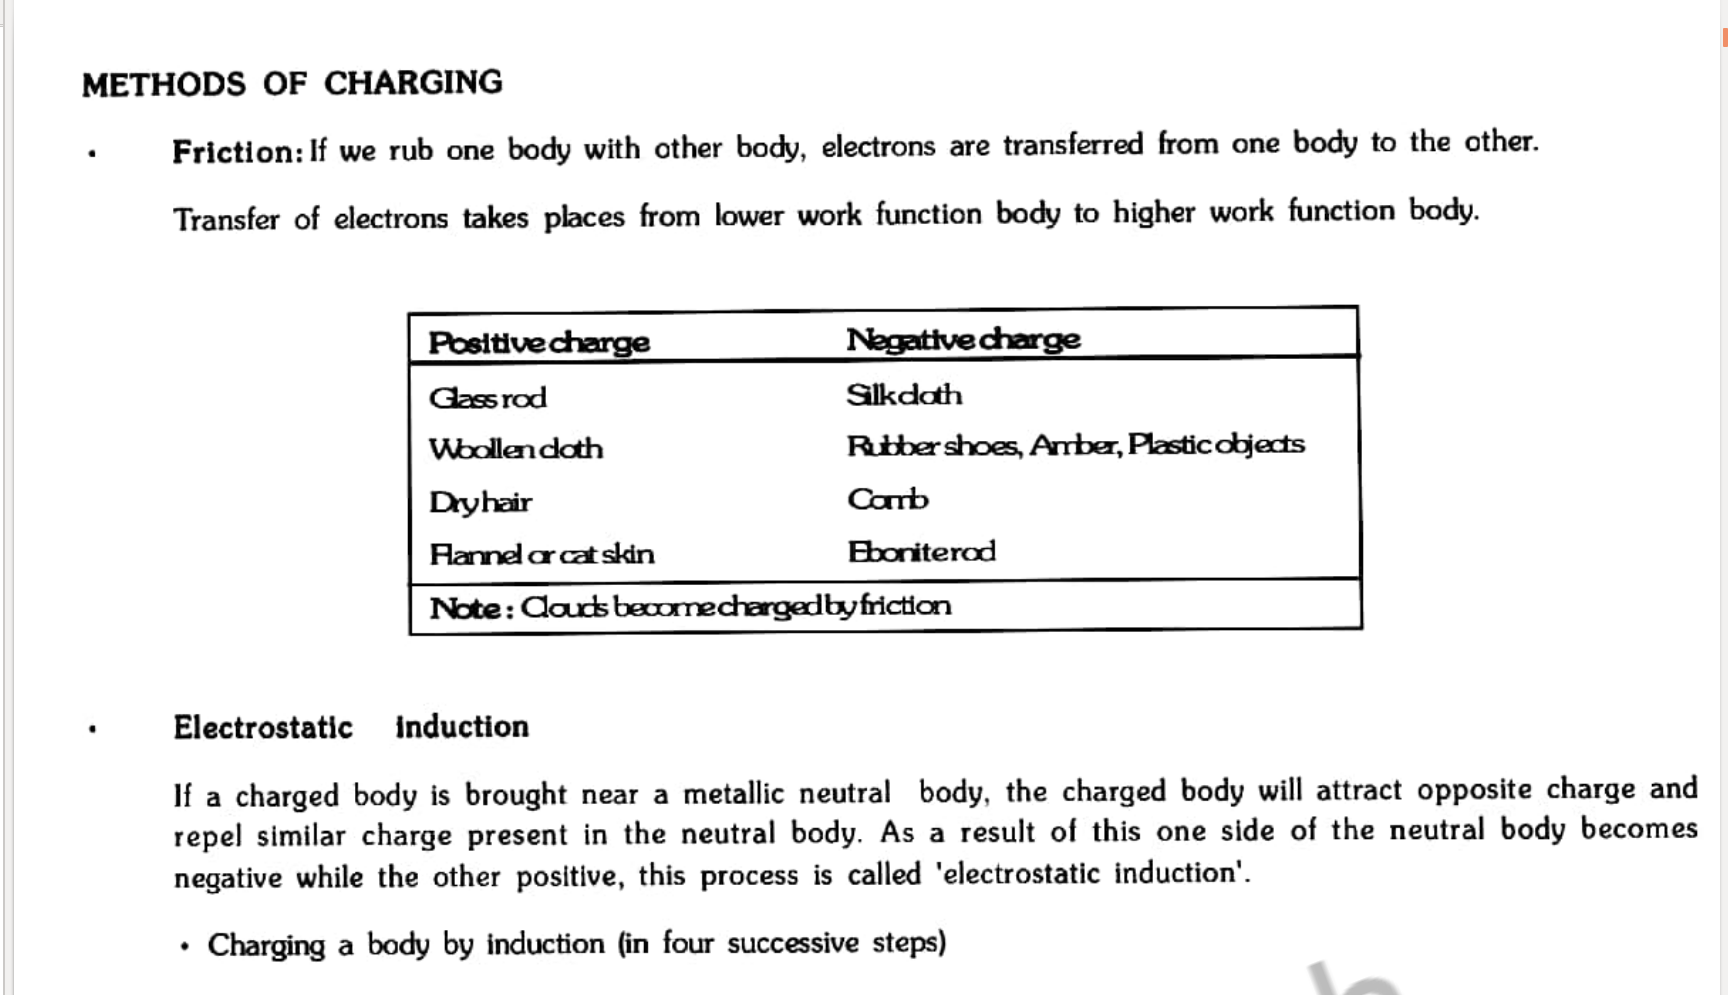 METHODS OF CHARGING
• Friction: If we rub one body with other body, electrons are transferred from one body to the other.
Transfer of electrons takes places from lower work function body to higher work function body.
Positive charge Negative charge
Glass rod Silk cloth
Woollen cloth Rubber shoes, Amber, Plastic objects
Dry hair Comb
Flannel or cat skin Ebonite rod
Note : Clouds become charged by friction
• Electrostatic induction
If a charged body is brought near a metallic neutral body, the charged body will attract opposite charge and
repel similar charge present in the neutral body. As a result of this one side of the neutral body becomes
negative while the other positive, this process is called 'electrostatic induction'.
• Charging a body by induction (in four successive steps)